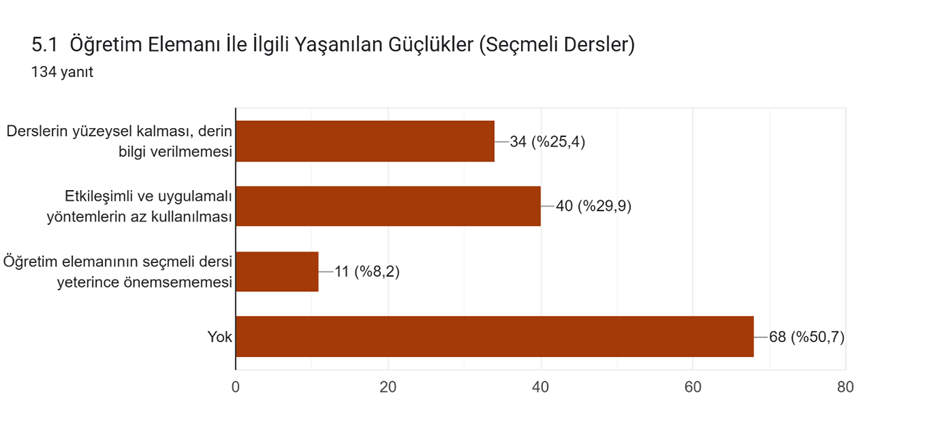 5.1 Öğretim Elemanı İle İlgili Yaşanılan Güçlükler (Seçmeli Dersler)
134 yanıt
Derslerin yüzeysel kalması, derin
bilgi verilmemesi
34 (%25,4)
Etkileşimli ve uygulamalı
yöntemlerin az kullanılması
40 (%29,9)
Öğretim elemanının seçmeli dersi
yeterince önemsememesi
11 (%8,2)
Yok
68 (%50,7)
0 20 40 60 80